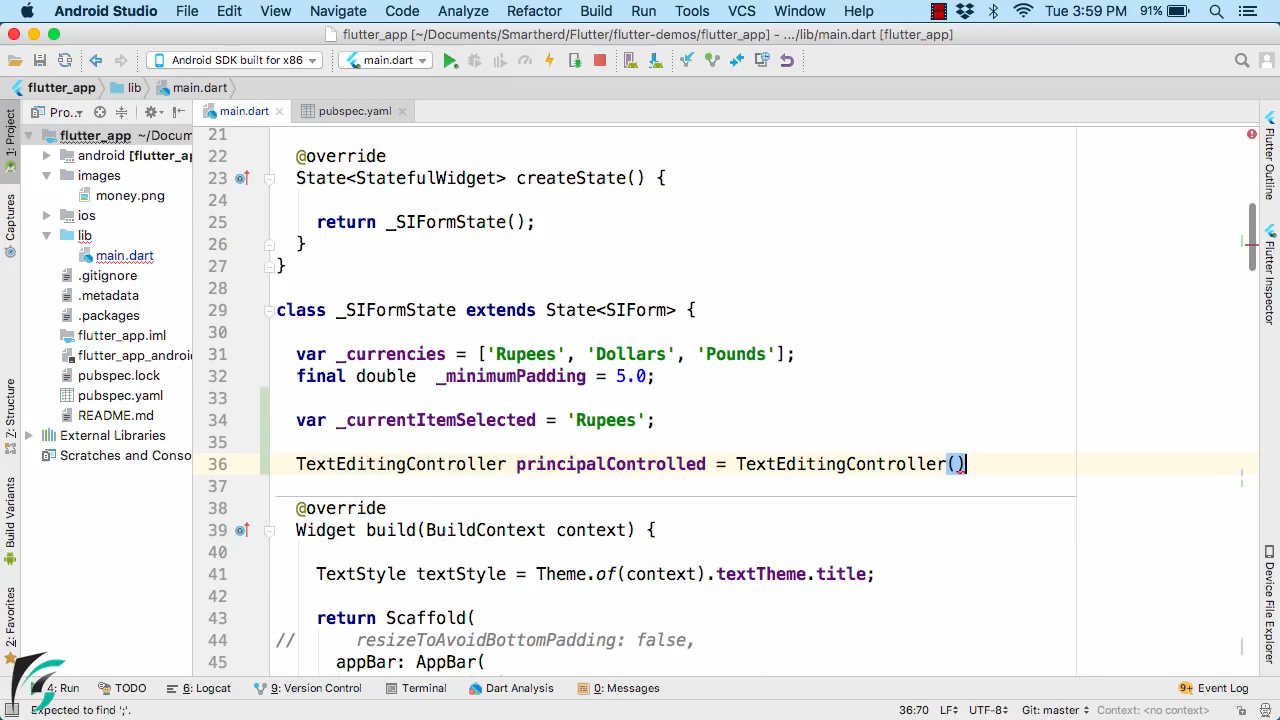 Android Studio File Edit View Navigate Code Analyze Refactor Build Run Tools VCS Window Help Tue 3:59 PM 91%
flutter_app [~/Documents/Smartherd/Flutter/flutter-demos/flutter_app] - .../lib/main.dart [flutter_app]
Android SDK built for x86 main.dart
flutter_app lib main.dart
Pro.. main.dart pubspec.yaml
1: Project
Captures
Z: Structure
Build Variants
2: Favorites
flutter_app ~/Docum
android [flutter_ap
images
money.png
ios
lib
main.dart
.gitignore
.metadata
.packages
flutter_app.iml
flutter_app_androi
pubspec.lock
pubspec.yaml
README.md
External Libraries
Scratches and Conso
21
22 @override
23 State<StatefulWidget> createState() {
24
25 return _SIFormState();
26 }
27 }
28
29 class _SIFormState extends State<SIForm> {
30
31 var _currencies = ['Rupees', 'Dollars', 'Pounds'];
32 final double _minimumPadding = 5.0;
33
34 var _currentItemSelected = 'Rupees';
35
36 TextEditingController principalControlled = TextEditingController()
37
38 @override
39 Widget build(BuildContext context) {
40
41 TextStyle textStyle = Theme.of(context).textTheme.title;
42
43 return Scaffold(
44 // resizeToAvoidBottomPadding: false,
45 appBar: AppBar(
Flutter Outline
Flutter Inspector
Device File Explorer
4: Run TODO 6: Logcat 9: Version Control Terminal Dart Analysis 0: Messages 9+ Event Log
Expected to find ';'. 36:70 LF UTF-8 Git: master Context: <no context>